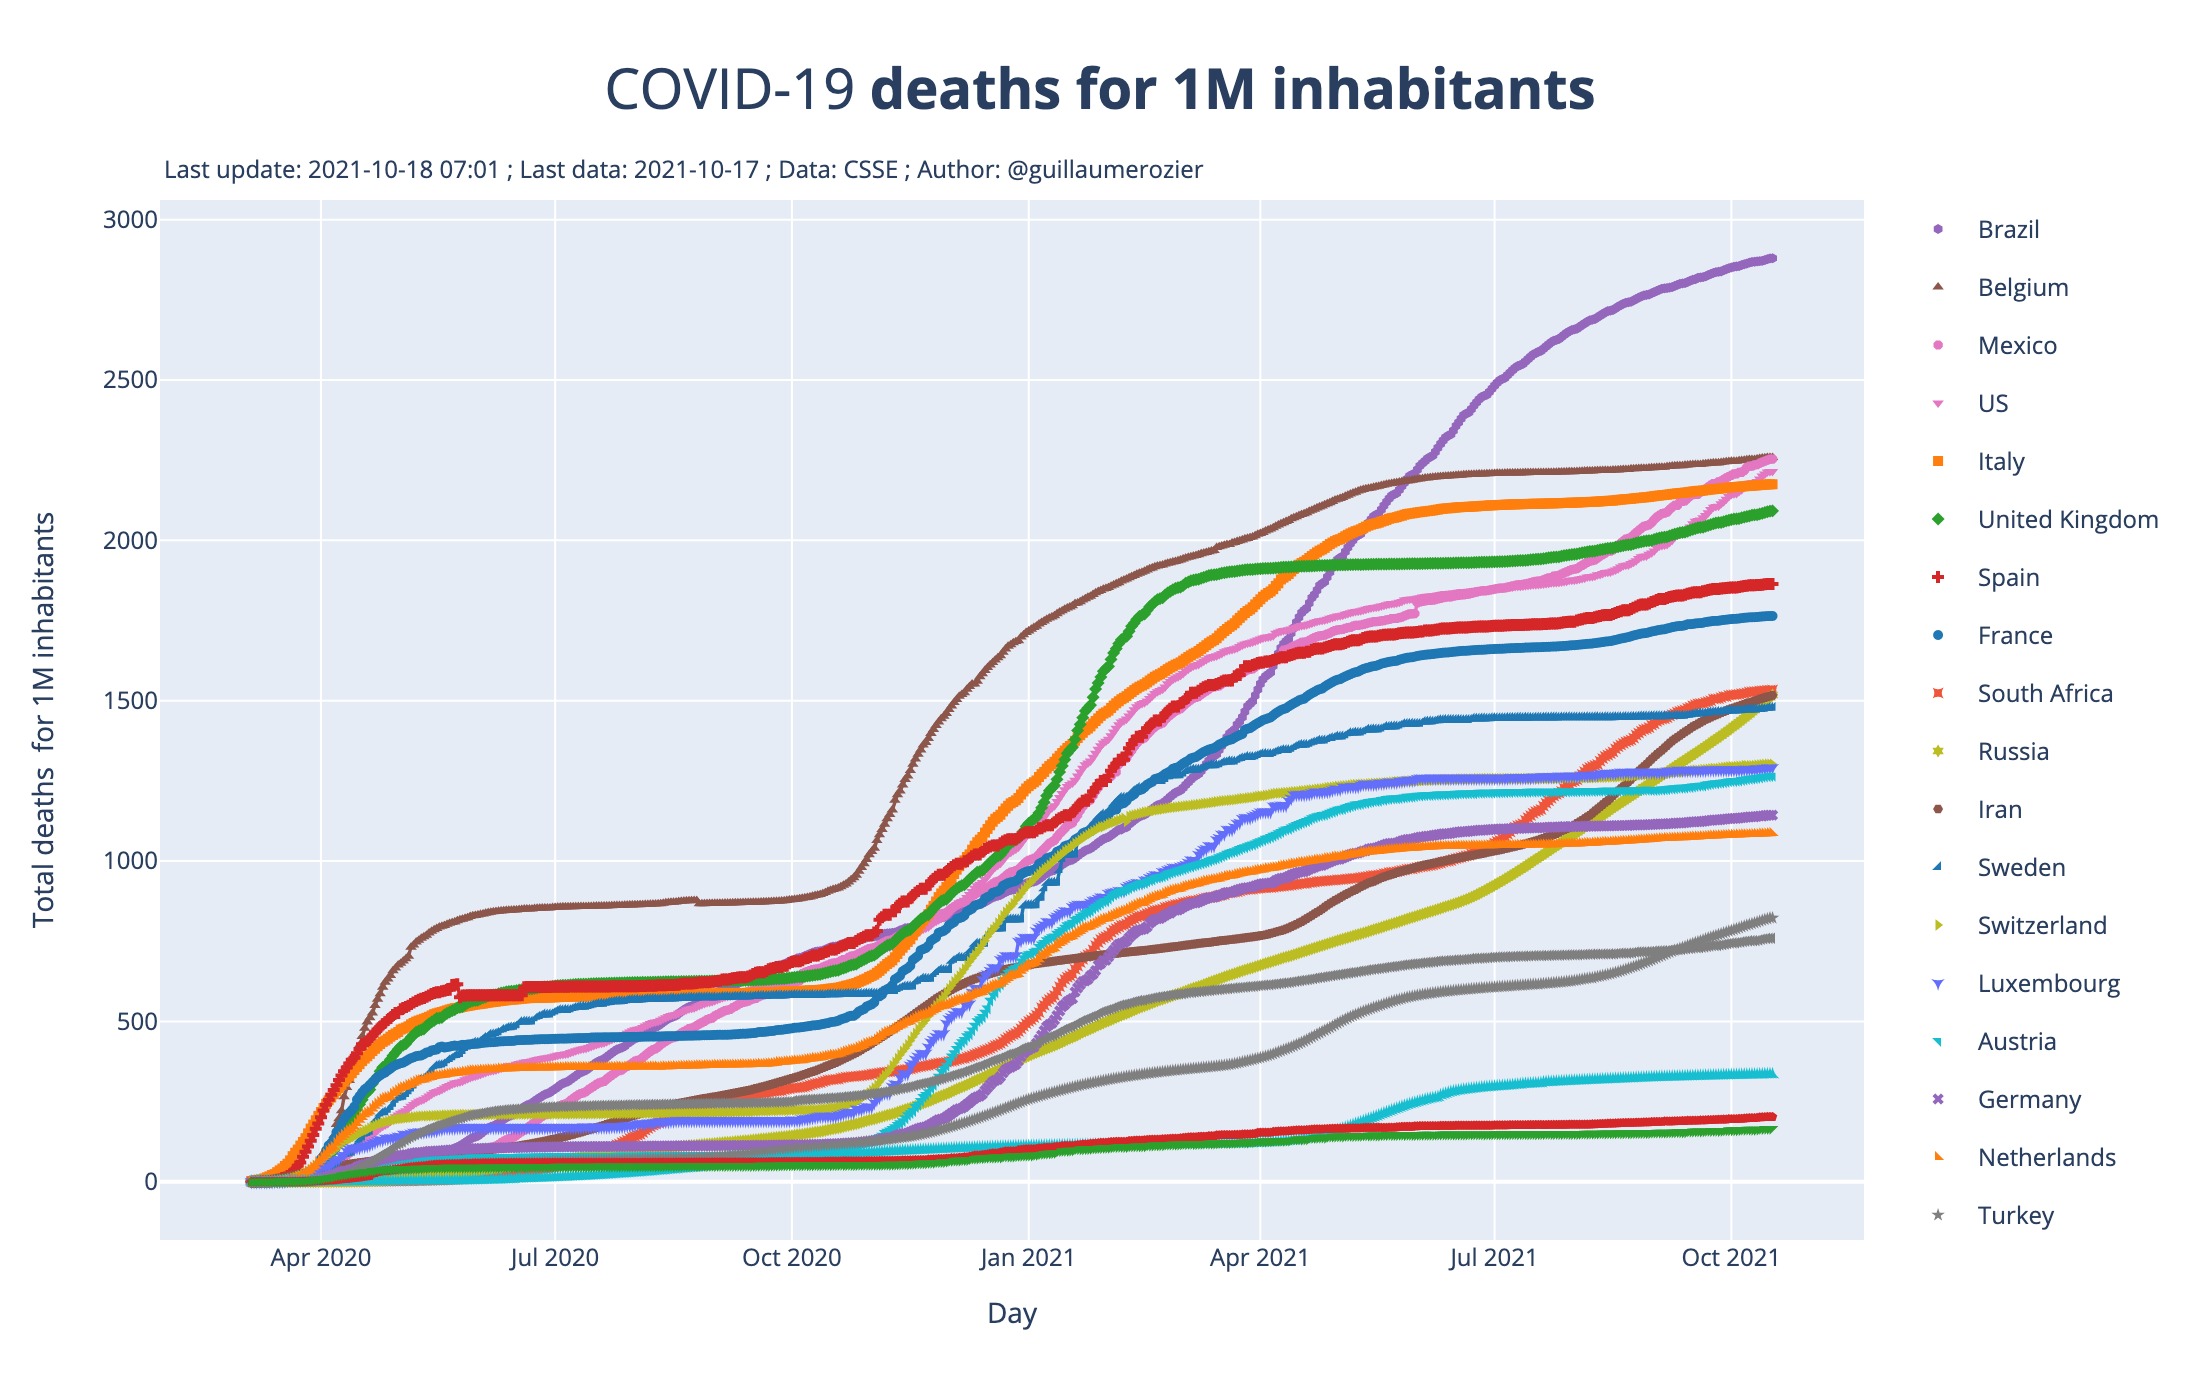 COVID-19 deaths for 1M inhabitants
Last update: 2021-10-18 07:01 ; Last data: 2021-10-17 ; Data: CSSE ; Author: @guillaumerozier
Total deaths for 1M inhabitants
3000
2500
2000
1500
1000
500
0
Apr 2020
Jul 2020
Oct 2020
Jan 2021
Apr 2021
Jul 2021
Oct 2021
Day
Brazil
Belgium
Mexico
US
Italy
United Kingdom
Spain
France
South Africa
Russia
Iran
Sweden
Switzerland
Luxembourg
Austria
Germany
Netherlands
Turkey